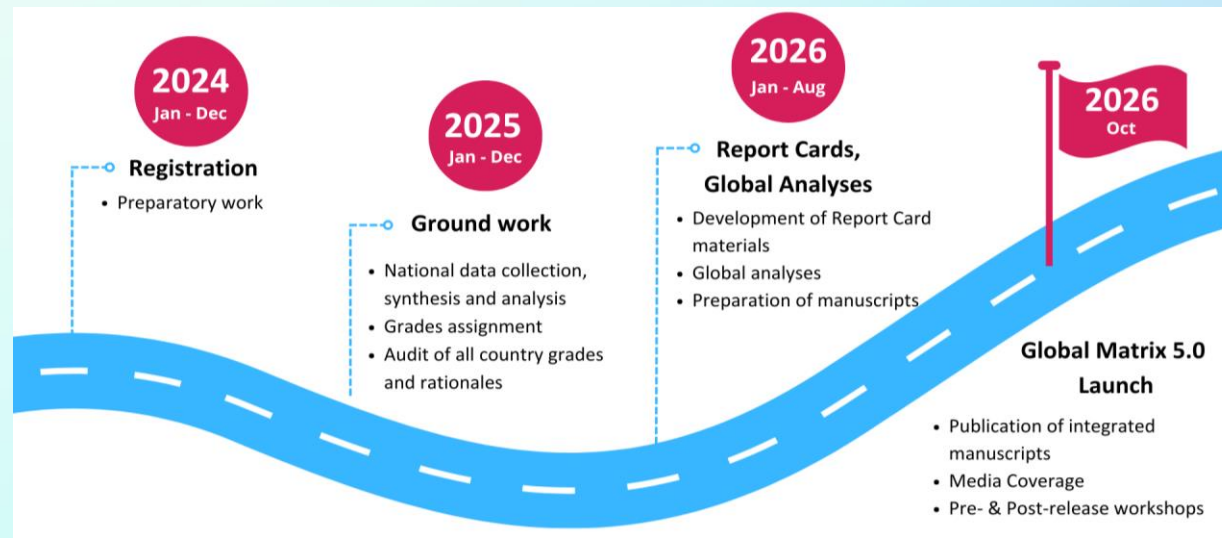 2024
Jan - Dec
Registration
• Preparatory work
2025
Jan - Dec
Ground work
• National data collection,
synthesis and analysis
• Grades assignment
• Audit of all country grades
and rationales
2026
Jan - Aug
Report Cards,
Global Analyses
• Development of Report Card
materials
• Global analyses
• Preparation of manuscripts
2026
Oct
Global Matrix 5.0
Launch
• Publication of integrated
manuscripts
• Media Coverage
• Pre- & Post-release workshops